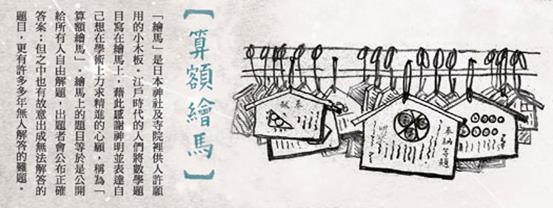 【算額繪馬】
「繪馬」是日本神社及寺院裡供人許願
用的小木板。江戶時代的人們將數學題
目寫在繪馬上，藉此感謝神明並表達自
己想在學術上力求精進的心願，稱為「
算額繪馬」。繪馬上的題目等於是公開
給所有人自由解題，出題者會公布正確
答案；但之中也有故意出成無法解答的
題目，更有許多多年無人解答的難題。
奉納